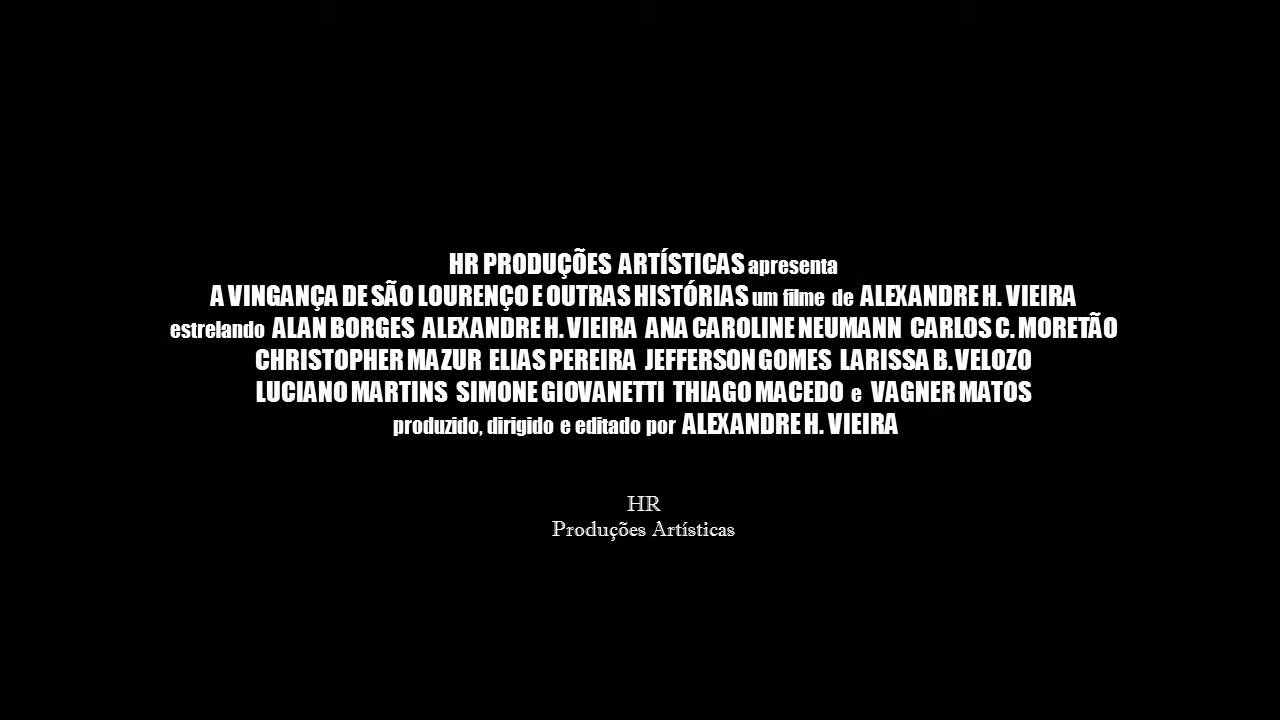 HR PRODUÇÕES ARTÍSTICAS apresenta
A VINGANÇA DE SÃO LOURENÇO E OUTRAS HISTÓRIAS um filme de ALEXANDRE H. VIEIRA
estrelando ALAN BORGES ALEXANDRE H. VIEIRA ANA CAROLINE NEUMANN CARLOS C. MORETÃO
CHRISTOPHER MAZUR ELIAS PEREIRA JEFFERSON GOMES LARISSA B. VELOZO
LUCIANO MARTINS SIMONE GIOVANETTI THIAGO MACEDO e VAGNER MATOS
produzido, dirigido e editado por ALEXANDRE H. VIEIRA
HR
Produções Artísticas